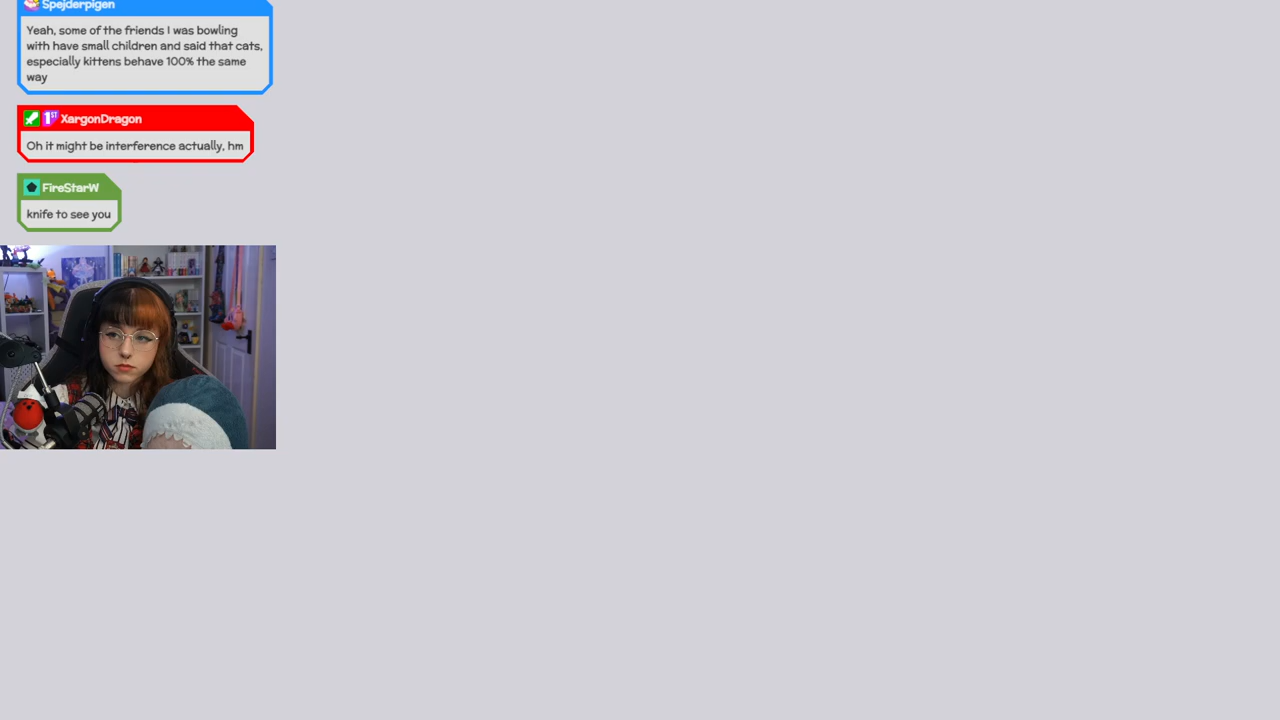 Spejderpigen
Yeah, some of the friends I was bowling
with have small children and said that cats,
especially kittens behave 100% the same
way
1ST XargonDragon
Oh it might be interference actually, hm
FireStarW
knife to see you